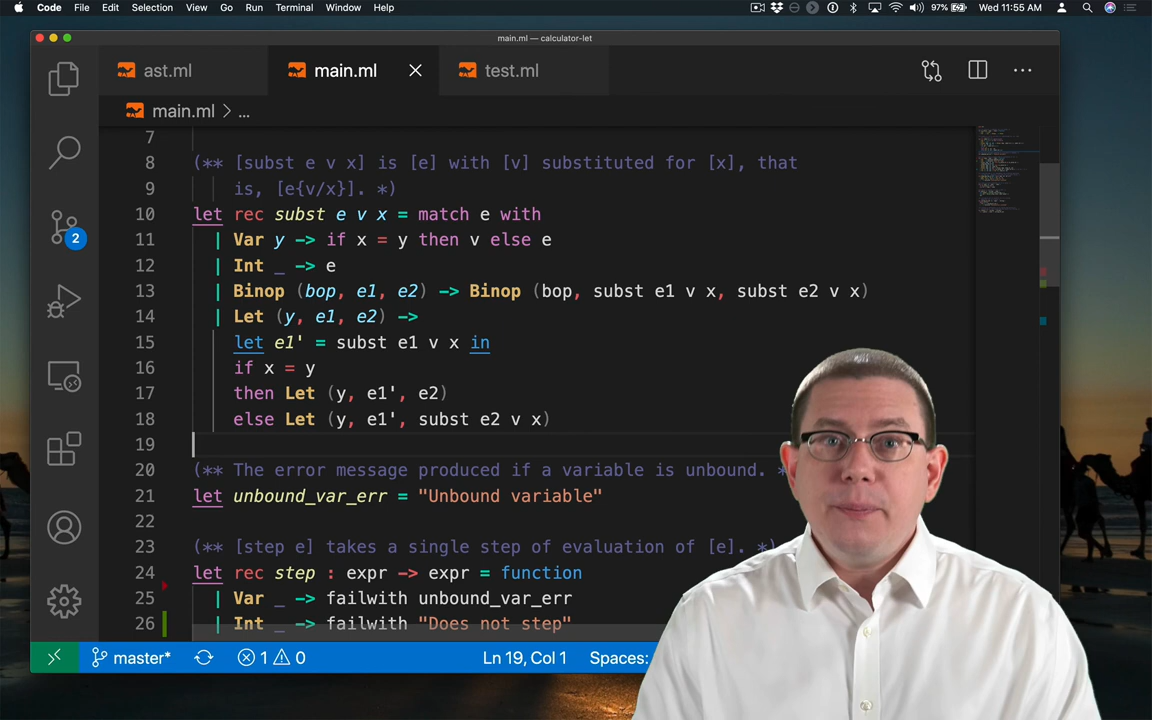 Code File Edit Selection View Go Run Terminal Window Help 97% Wed 11:55 AM
main.ml — calculator-let
ast.ml main.ml test.ml
main.ml > ...
7
8 (** [subst e v x] is [e] with [v] substituted for [x], that
9 is, [e{v/x}]. *)
10 let rec subst e v x = match e with
11 | Var y -> if x = y then v else e
12 | Int _ -> e
13 | Binop (bop, e1, e2) -> Binop (bop, subst e1 v x, subst e2 v x)
14 | Let (y, e1, e2) ->
15 let e1' = subst e1 v x in
16 if x = y
17 then Let (y, e1', e2)
18 else Let (y, e1', subst e2 v x)
19
20 (** The error message produced if a variable is unbound. *
21 let unbound_var_err = "Unbound variable"
22
23 (** [step e] takes a single step of evaluation of [e]. *)
24 let rec step : expr -> expr = function
25 | Var _ -> failwith unbound_var_err
26 | Int _ -> failwith "Does not step"
2
master* 1 0 Ln 19, Col 1 Spaces: